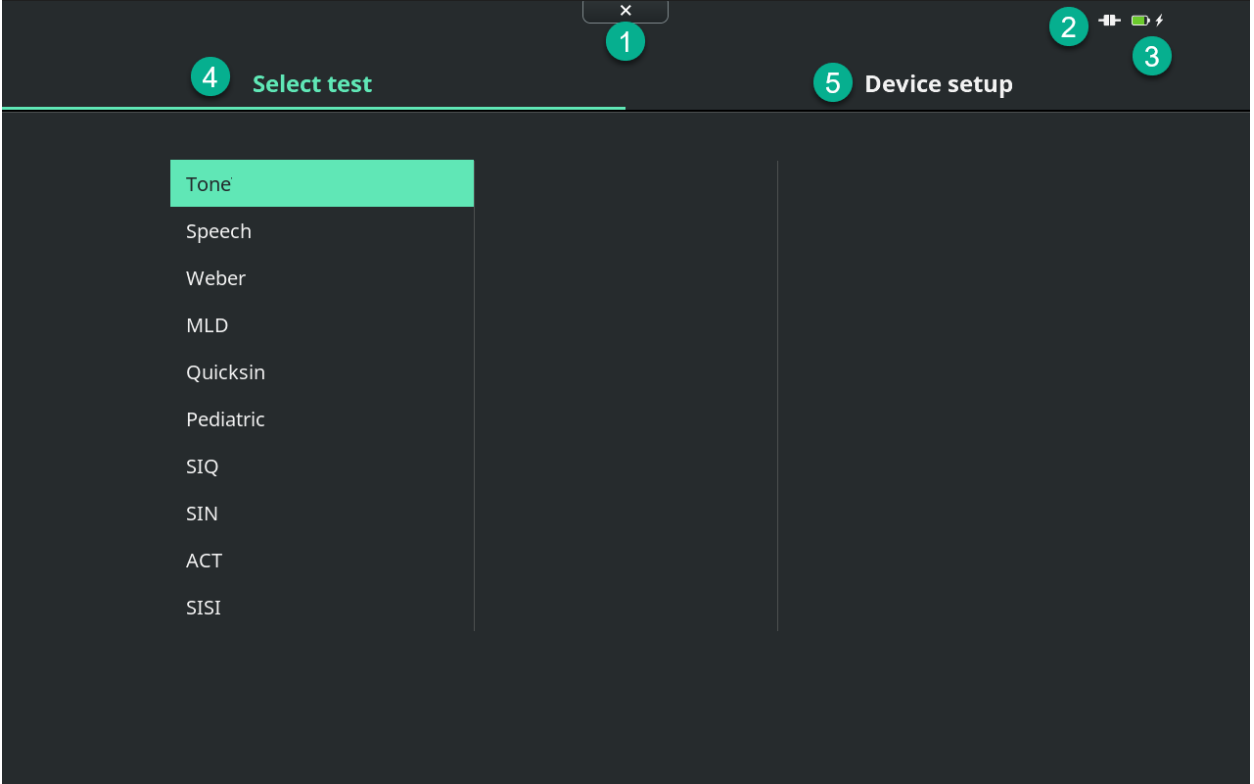 ×
1
2
3
4 Select test
5 Device setup
Tone
Speech
Weber
MLD
Quicksin
Pediatric
SIQ
SIN
ACT
SISI